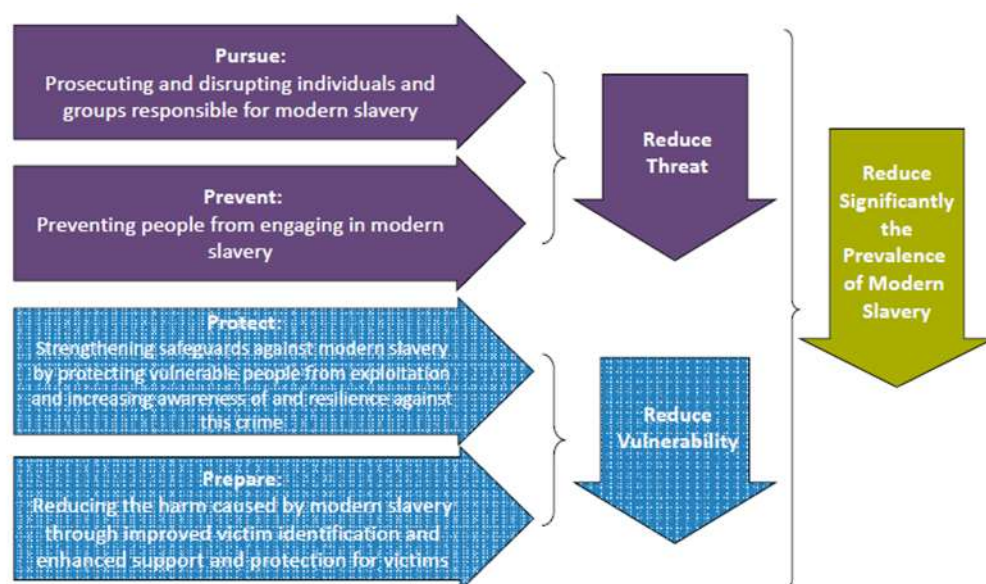 Pursue:
Prosecuting and disrupting individuals and
groups responsible for modern slavery
Prevent:
Preventing people from engaging in modern
slavery
Reduce
Threat
Protect:
Strengthening safeguards against modern slavery
by protecting vulnerable people from exploitation
and increasing awareness of and resilience against
this crime
Prepare:
Reducing the harm caused by modern slavery
through improved victim identification and
enhanced support and protection for victims
Reduce
Vulnerability
Reduce
Significantly
the
Prevalence
of Modern
Slavery